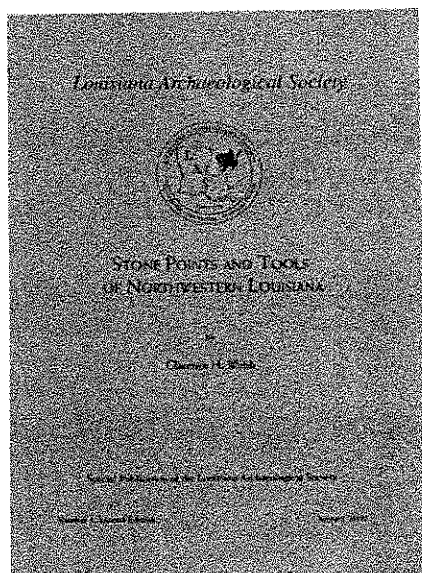 Louisiana Archaeological Society
STONE POINTS AND TOOLS
OF NORTHWESTERN LOUISIANA
by
Clarence H. Webb
Special Publication of the Louisiana Archaeological Society